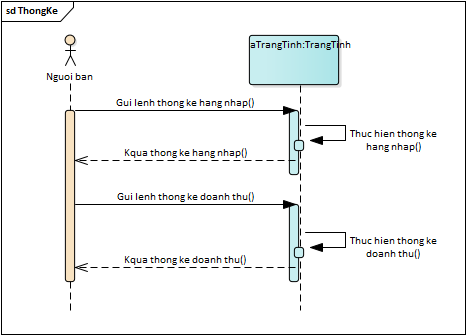 sd ThongKe
aTrangTinh:TrangTinh
Nguoi ban
Gui lenh thong ke hang nhap()
Thuc hien thong ke
hang nhap()
Kqua thong ke hang nhap()
Gui lenh thong ke doanh thu()
Thuc hien thong ke
doanh thu()
Kqua thong ke doanh thu()